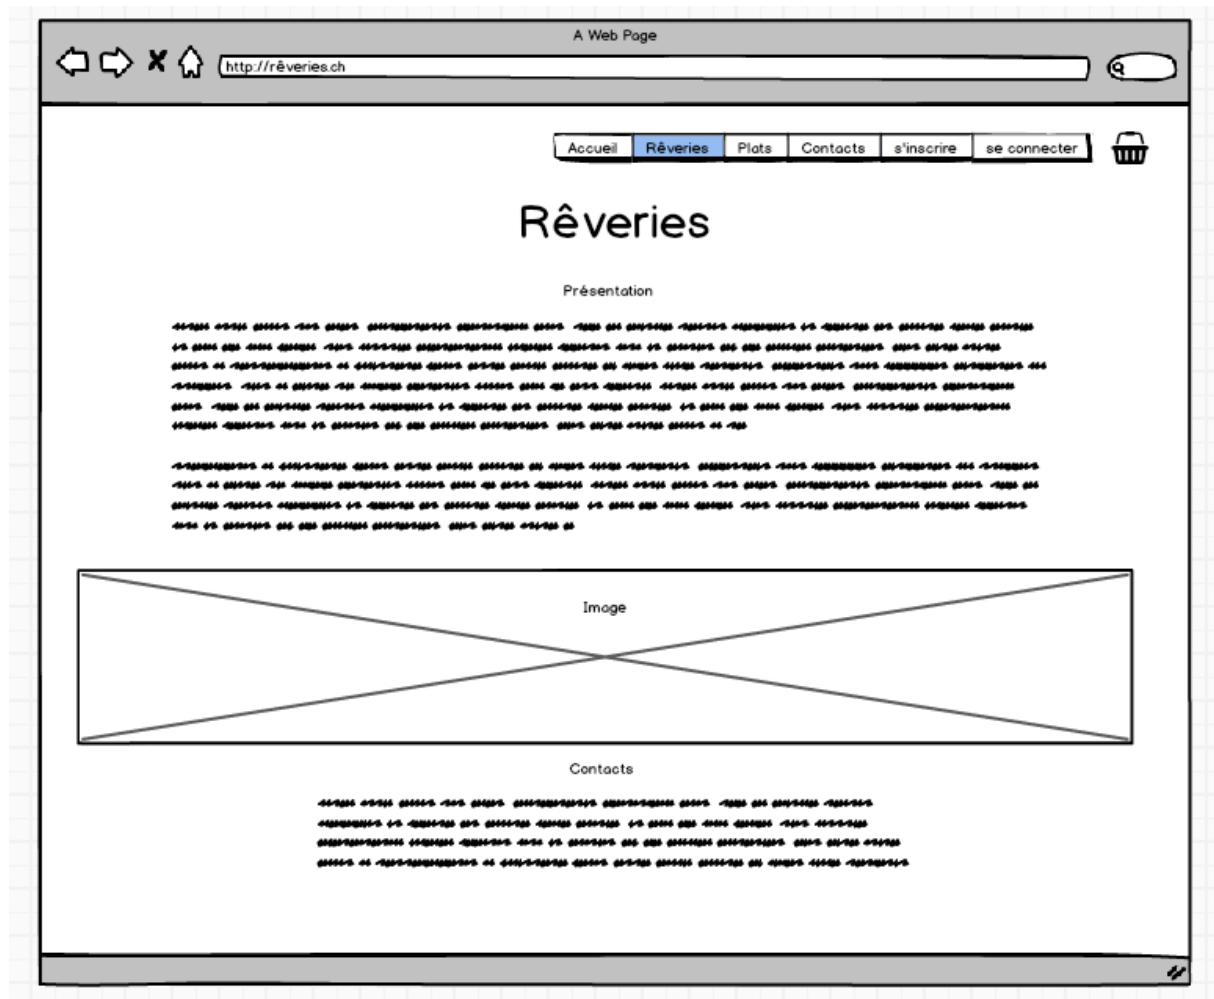 A Web Page
http://rêveries.ch
Accueil Rêveries Plats Contacts s'inscrire se connecter
Rêveries
Présentation
Image
Contacts